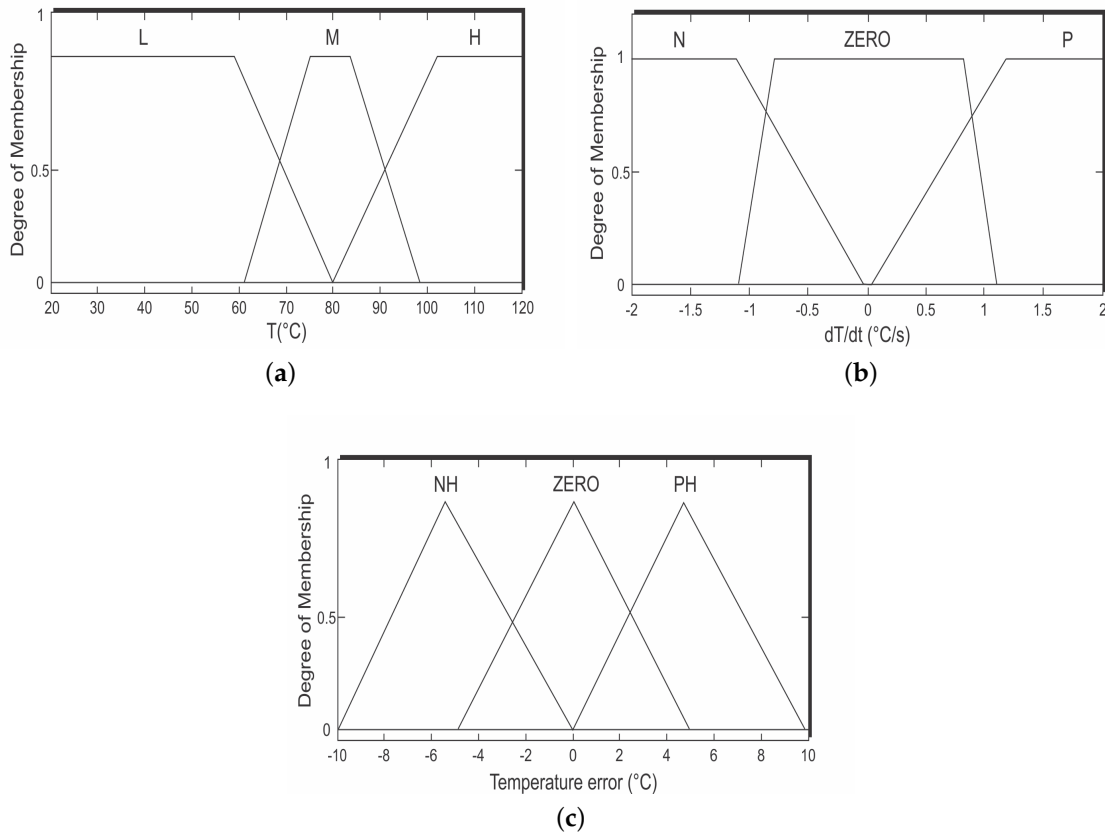 1
L M H
Degree of Membership
0.5
0
20 30 40 50 60 70 80 90 100 110 120
T(°C)
(a)
N ZERO P
1
Degree of Membership
0.5
0
-2 -1.5 -1 -0.5 0 0.5 1 1.5 2
dT/dt (°C/s)
(b)
1
NH ZERO PH
Degree of Membership
0.5
0
-10 -8 -6 -4 -2 0 2 4 6 8 10
Temperature error (°C)
(c)